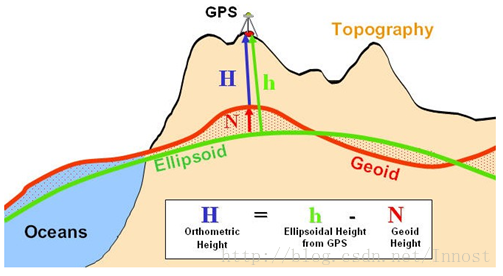 GPS
Topography
H
h
N
Ellipsoid
Geoid
Oceans
H = h - N
Orthometric Height
Ellipsoidal Height from GPS
Geoid Height
http://blog.csdn.net/Innost